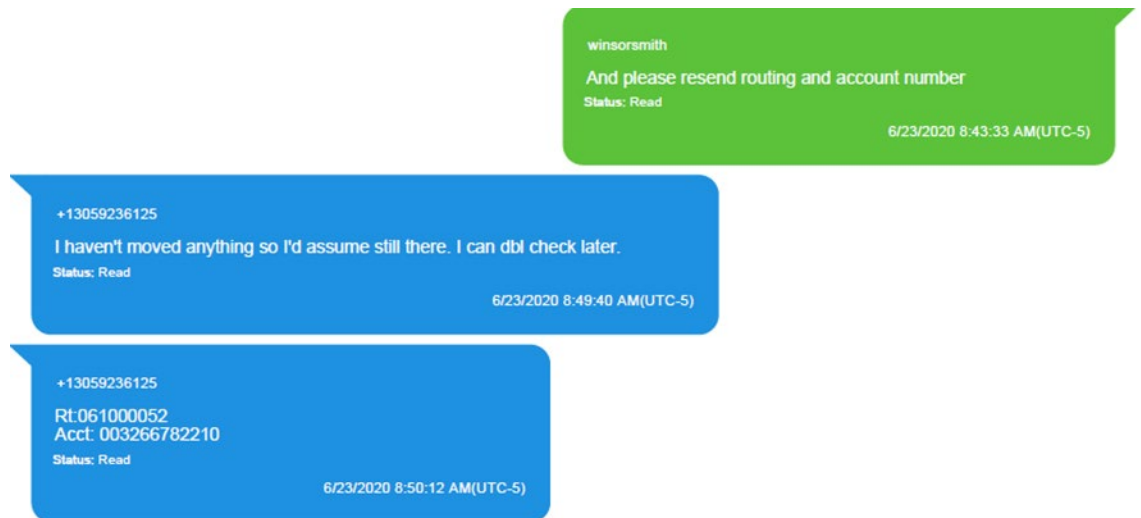 winsorsmith
And please resend routing and account number
Status: Read
6/23/2020 8:43:33 AM(UTC-5)
+13059236125
I haven't moved anything so I'd assume still there. I can dbl check later.
Status: Read
6/23/2020 8:49:40 AM(UTC-5)
+13059236125
Rt:061000052
Acct: 003266782210
Status: Read
6/23/2020 8:50:12 AM(UTC-5)